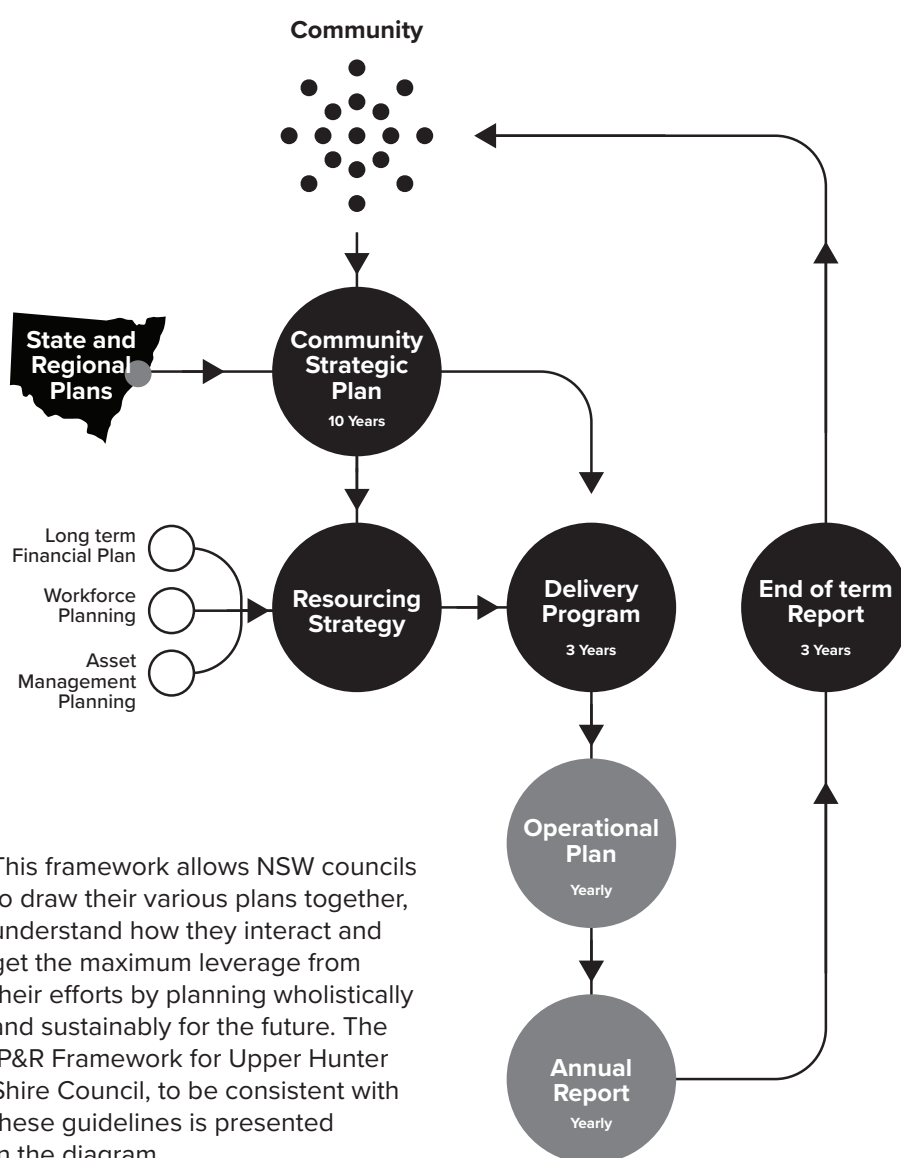 Community
State and
Regional
Plans
Community
Strategic
Plan
10 Years
Long term
Financial Plan
Workforce
Planning
Asset
Management
Planning
Resourcing
Strategy
Delivery
Program
3 Years
End of term
Report
3 Years
Operational
Plan
Yearly
Annual
Report
Yearly
This framework allows NSW councils
o draw their various plans together,
understand how they interact and
get the maximum leverage from
heir efforts by planning wholistically
and sustainably for the future. The
P&R Framework for Upper Hunter
Shire Council, to be consistent with
hese guidelines is presented
n the diagram